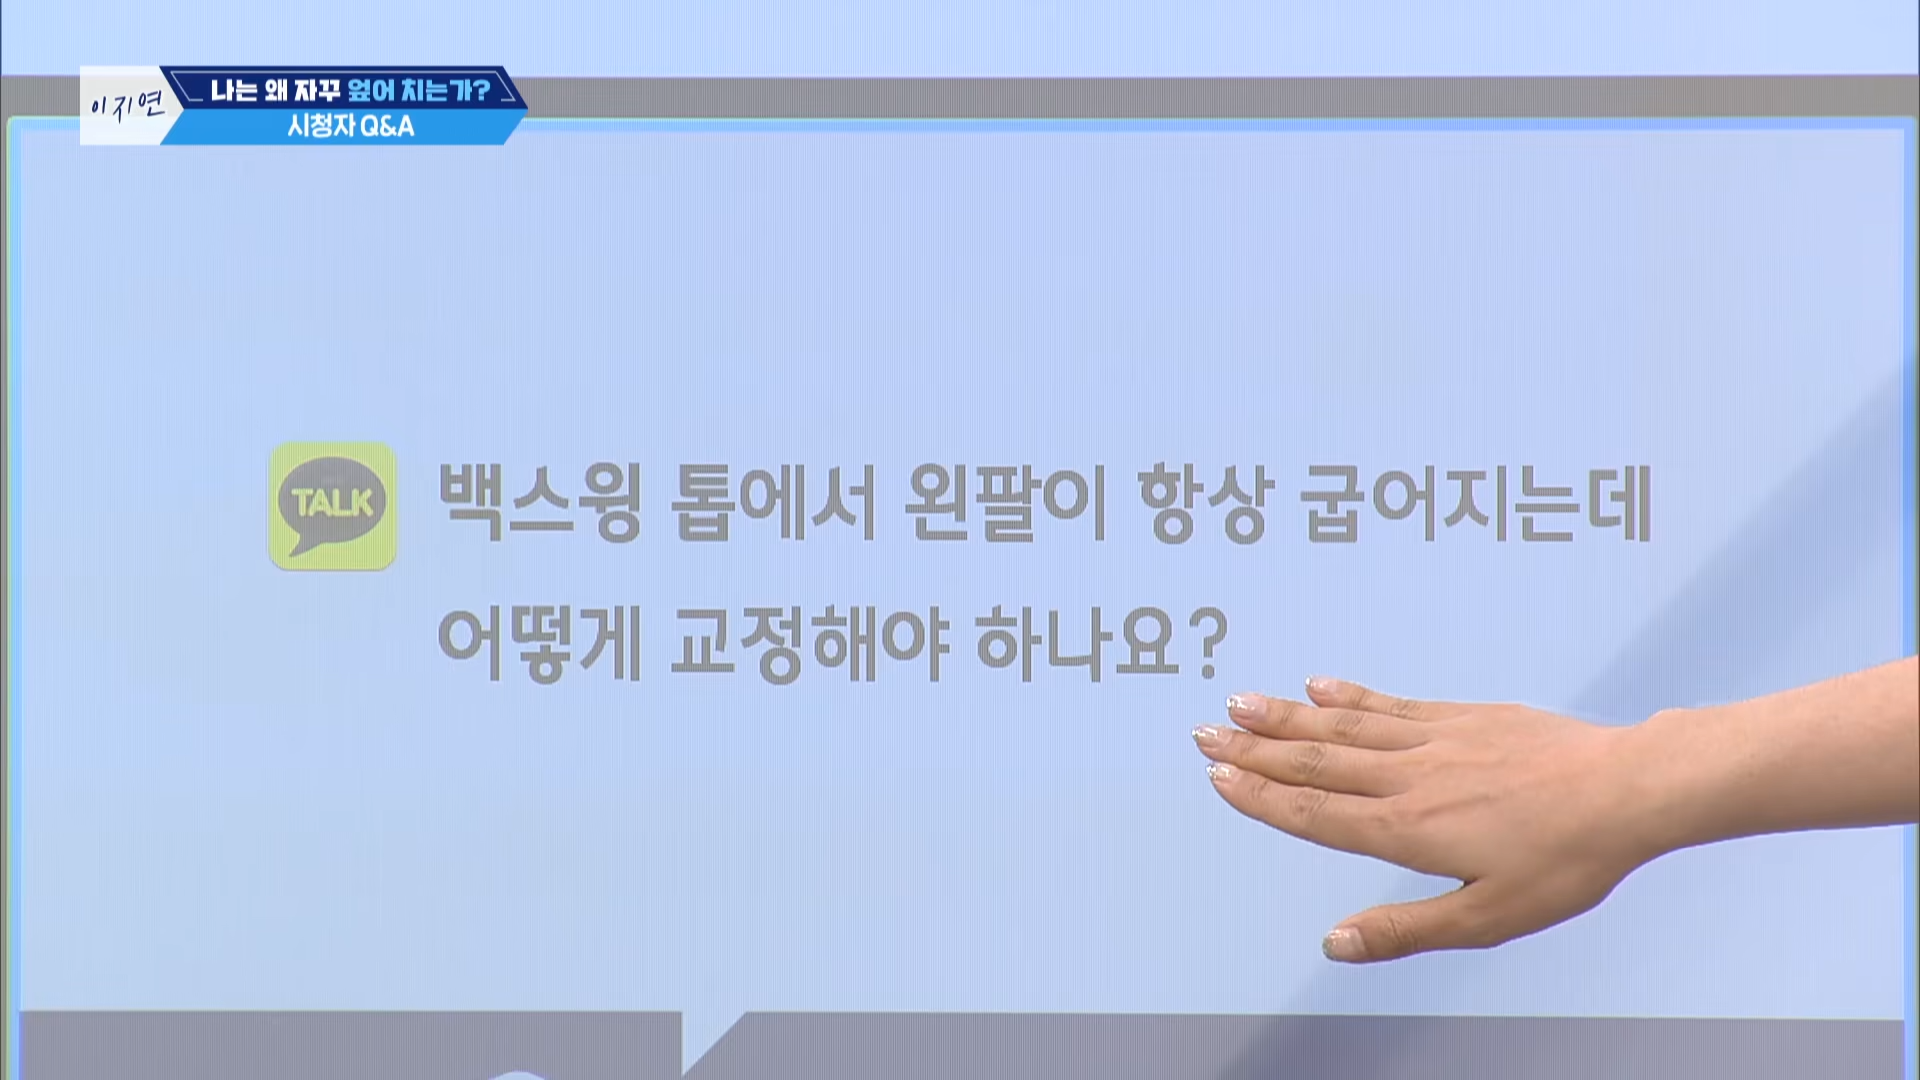 이지연
나는 왜 자꾸 엎어 치는가?
시청자 Q&A
TALK
백스윙 톱에서 왼팔이 항상 굽어지는데
어떻게 교정해야 하나요?